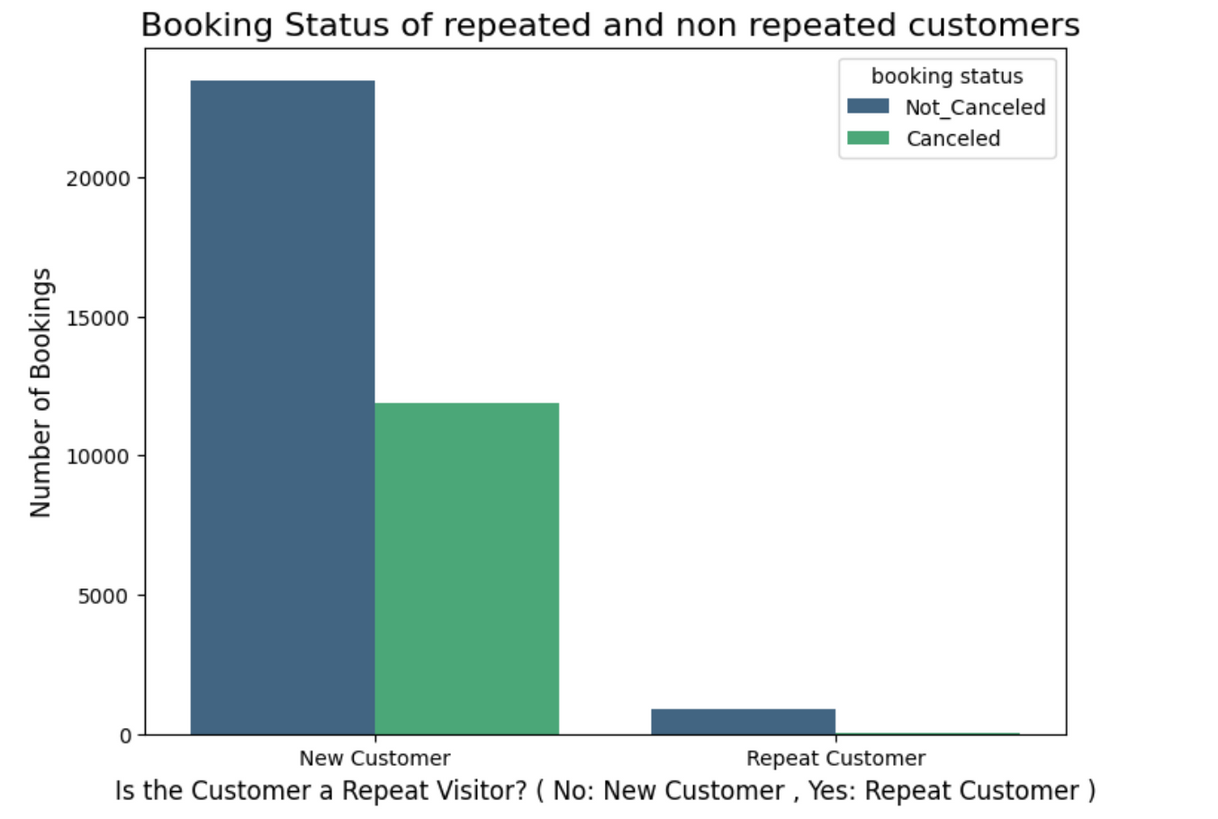 Booking Status of repeated and non repeated customers
booking status
Not_Canceled
Canceled
Number of Bookings
20000
15000
10000
5000
0
New Customer
Repeat Customer
Is the Customer a Repeat Visitor? ( No: New Customer , Yes: Repeat Customer )